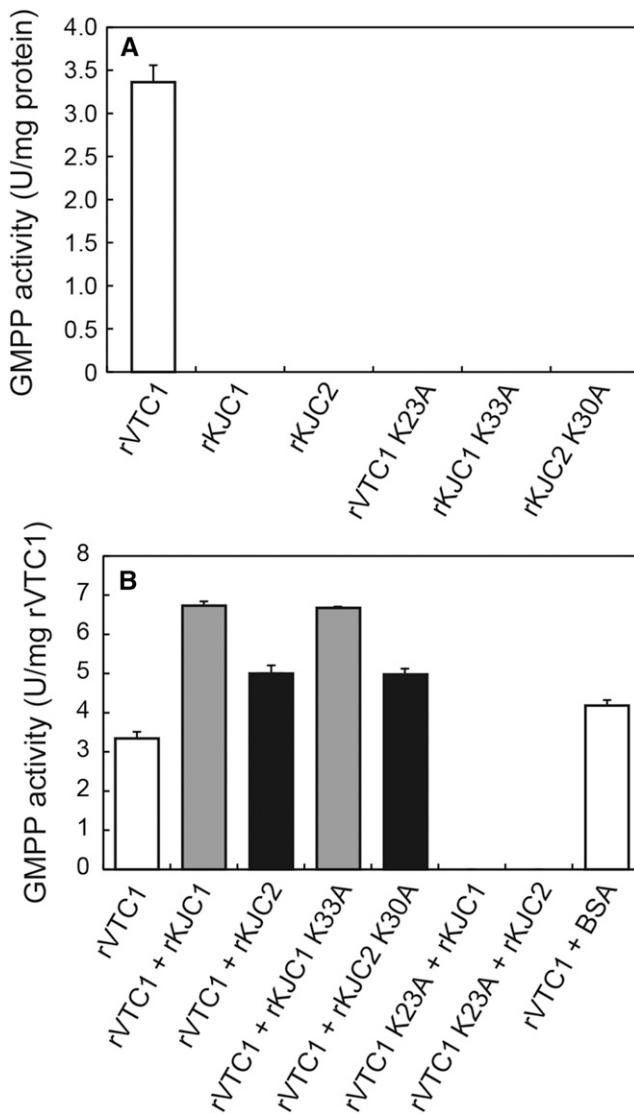 A
GMPP activity (U/mg protein)
4.0
3.5
3.0
2.5
2.0
1.5
1.0
0.5
0
rVTC1
rKJC1
rKJC2
rVTC1 K23A
rKJC1 K33A
rKJC2 K30A
B
GMPP activity (U/mg rVTC1)
8
7
6
5
4
3
2
1
0
rVTC1
rVTC1 + rKJC1
rVTC1 + rKJC2
rVTC1 + rKJC1 K33A
rVTC1 + rKJC2 K30A
rVTC1 K23A + rKJC1
rVTC1 K23A + rKJC2
rVTC1 + BSA